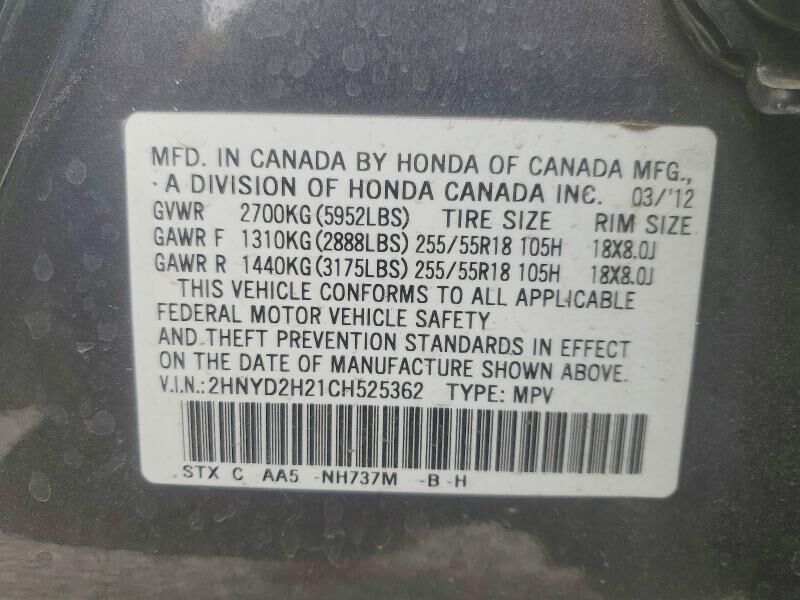 MFD. IN CANADA BY HONDA OF CANADA MFG.,
A DIVISION OF HONDA CANADA INC. 03/'12
GVWR 2700KG(5952LBS) TIRE SIZE RIM SIZE
GAWR F 1310KG(2888LBS) 255/55R18 105H 18X8.0J
GAWR R 1440KG(3175LBS) 255/55R18 105H 18X8.0J
THIS VEHICLE CONFORMS TO ALL APPLICABLE
FEDERAL MOTOR VEHICLE SAFETY
AND THEFT PREVENTION STANDARDS IN EFFECT
ON THE DATE OF MANUFACTURE SHOWN ABOVE.
V.I.N.: 2HNYD2H21CH525362 TYPE: MPV
STX C AA5 -NH737M -B -H